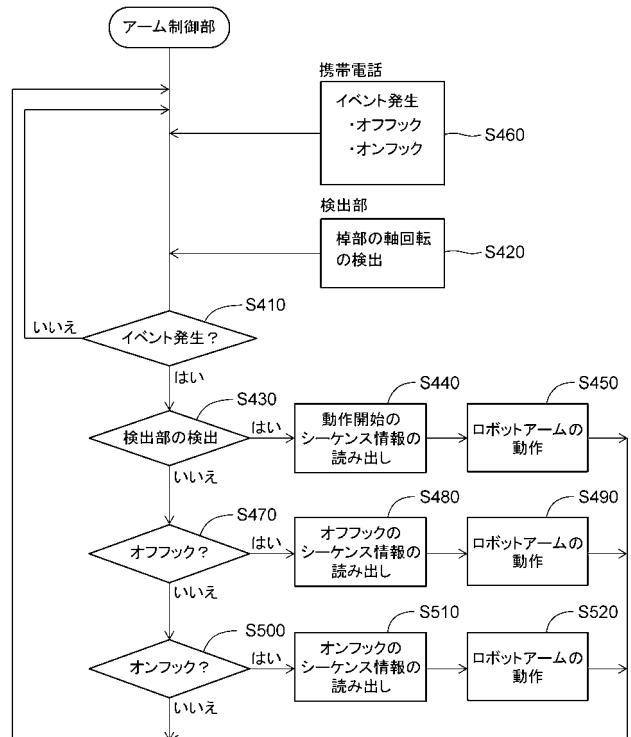 アーム制御部
携帯電話
イベント発生
・オフフック
・オンフック
S460
検出部
棹部の軸回転
の検出
S420
S410
いいえ
イベント発生？
はい
S430
検出部の検出
はい
S440
動作開始の
シーケンス情報の
読み出し
S450
ロボットアームの
動作
いいえ
S470
オフフック？
はい
S480
オフフックの
シーケンス情報の
読み出し
S490
ロボットアームの
動作
いいえ
S500
オンフック？
はい
S510
オンフックの
シーケンス情報の
読み出し
S520
ロボットアームの
動作
いいえ